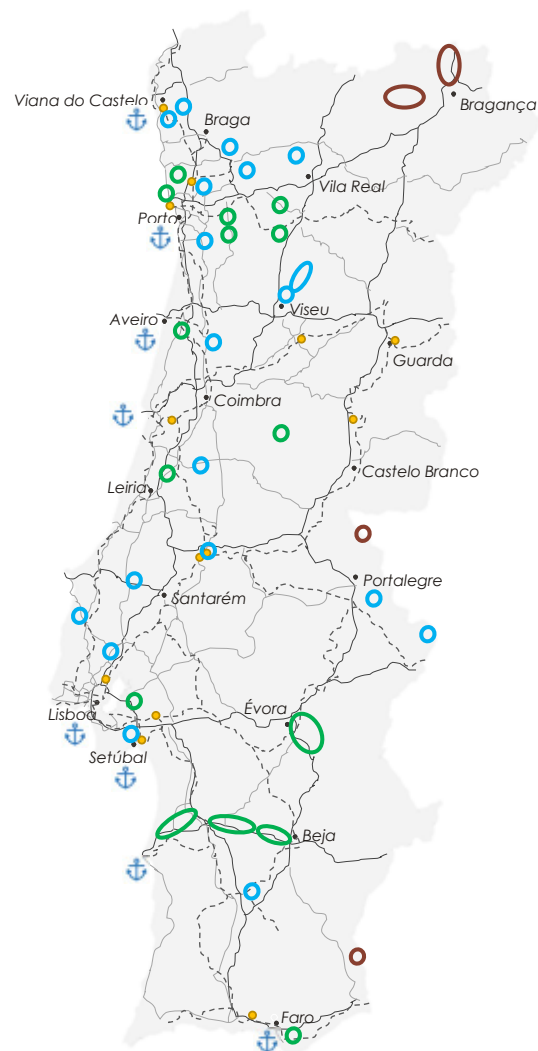 Viana do Castelo
Bragança
Braga
Vila Real
Porto
Viseu
Aveiro
Guarda
Coimbra
Castelo Branco
Leiria
Portalegre
Santarém
Lisboa
Évora
Setúbal
Beja
Faro